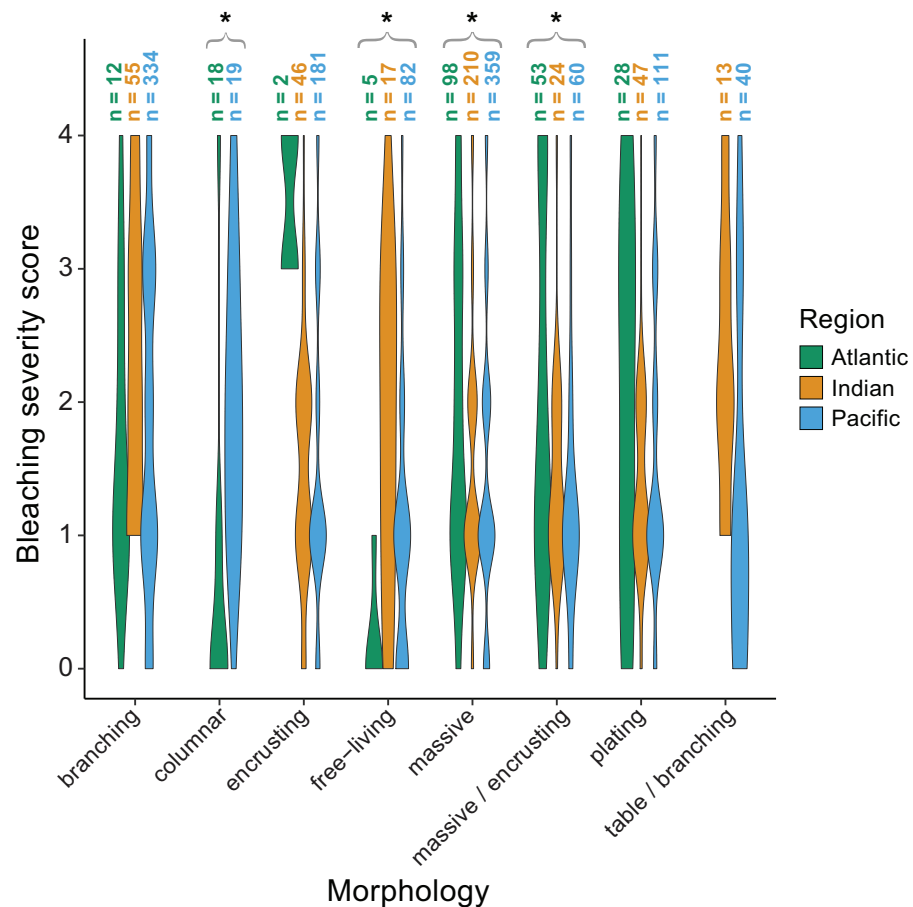 * * * *
n = 12 n = 55 n = 334 n = 18 n = 19 n = 2 n = 46 n = 181 n = 5 n = 17 n = 82 n = 98 n = 210 n = 359 n = 53 n = 24 n = 60 n = 28 n = 47 n = 111 n = 13 n = 40
Bleaching severity score
4
3
2
1
0
branching
columnar
encrusting
free−living
massive
massive / encrusting
plating
table / branching
Morphology
Region
Atlantic
Indian
Pacific